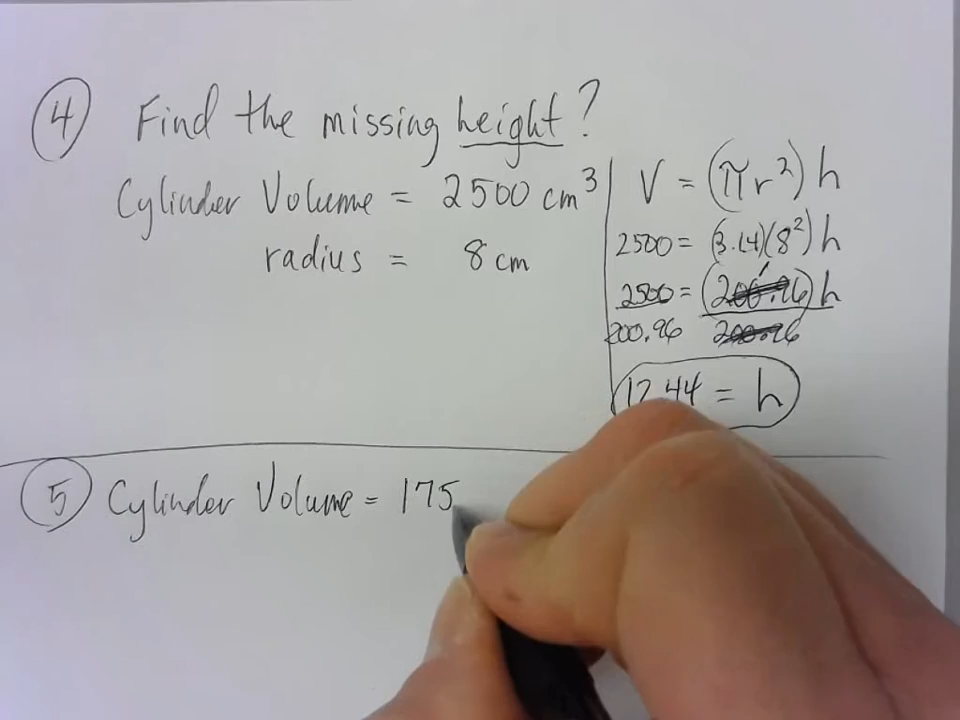 4 Find the missing height?
Cylinder Volume = 2500 cm³
radius = 8 cm
V = (πr²)h
2500 = (3.14)(8²)h
2500 = (200.96)h
200.96 200.96
12.44 = h
5 Cylinder Volume = 175